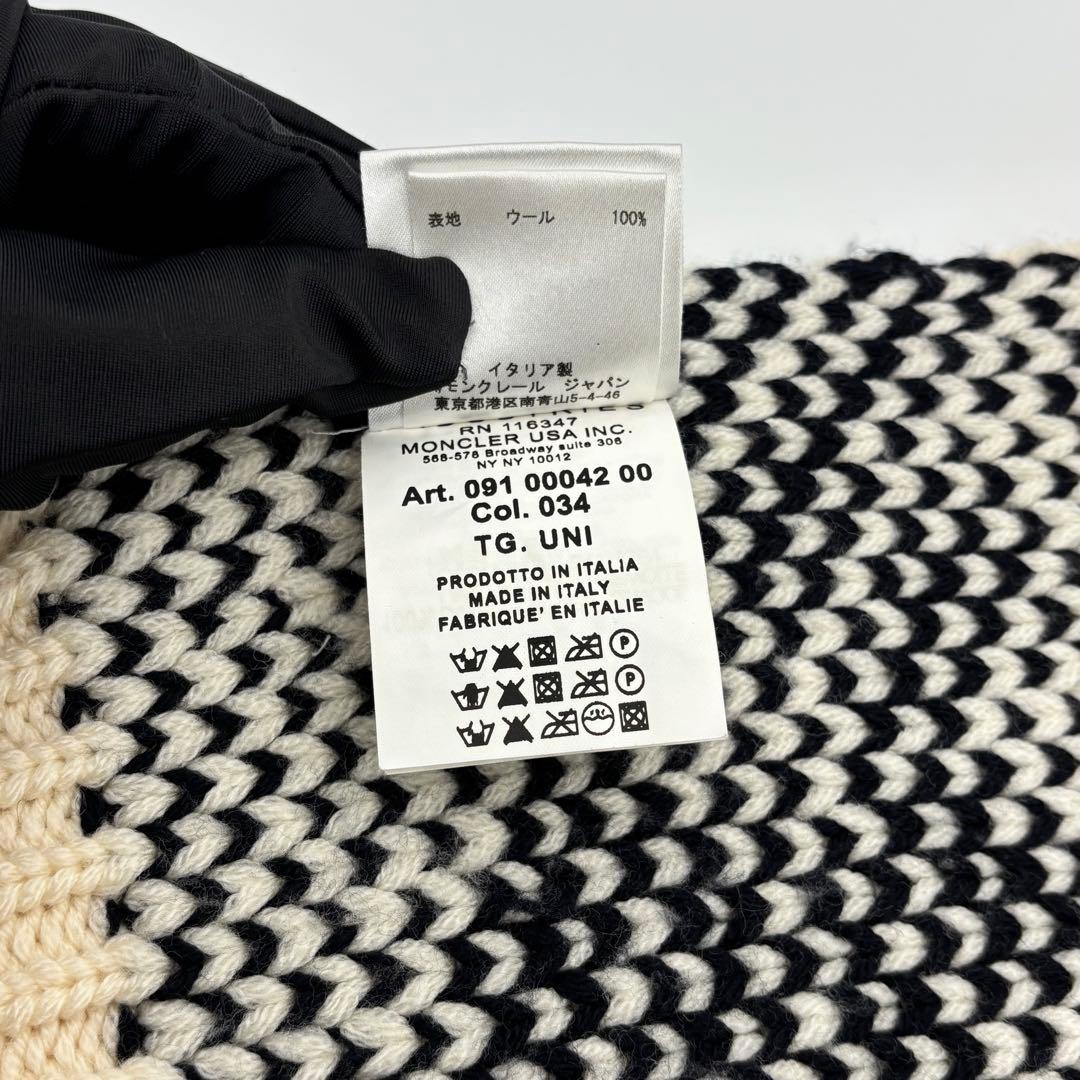 表地 ウール 100%
イタリア製
モンクレール ジャパン
東京都港区南青山5-4-46
RN 116347
MONCLER USA INC.
568-578 Broadway suite 306
NY NY 10012
Art. 091 00042 00
Col. 034
TG. UNI
PRODOTTO IN ITALIA
MADE IN ITALY
FABRIQUE' EN ITALIE
P
P